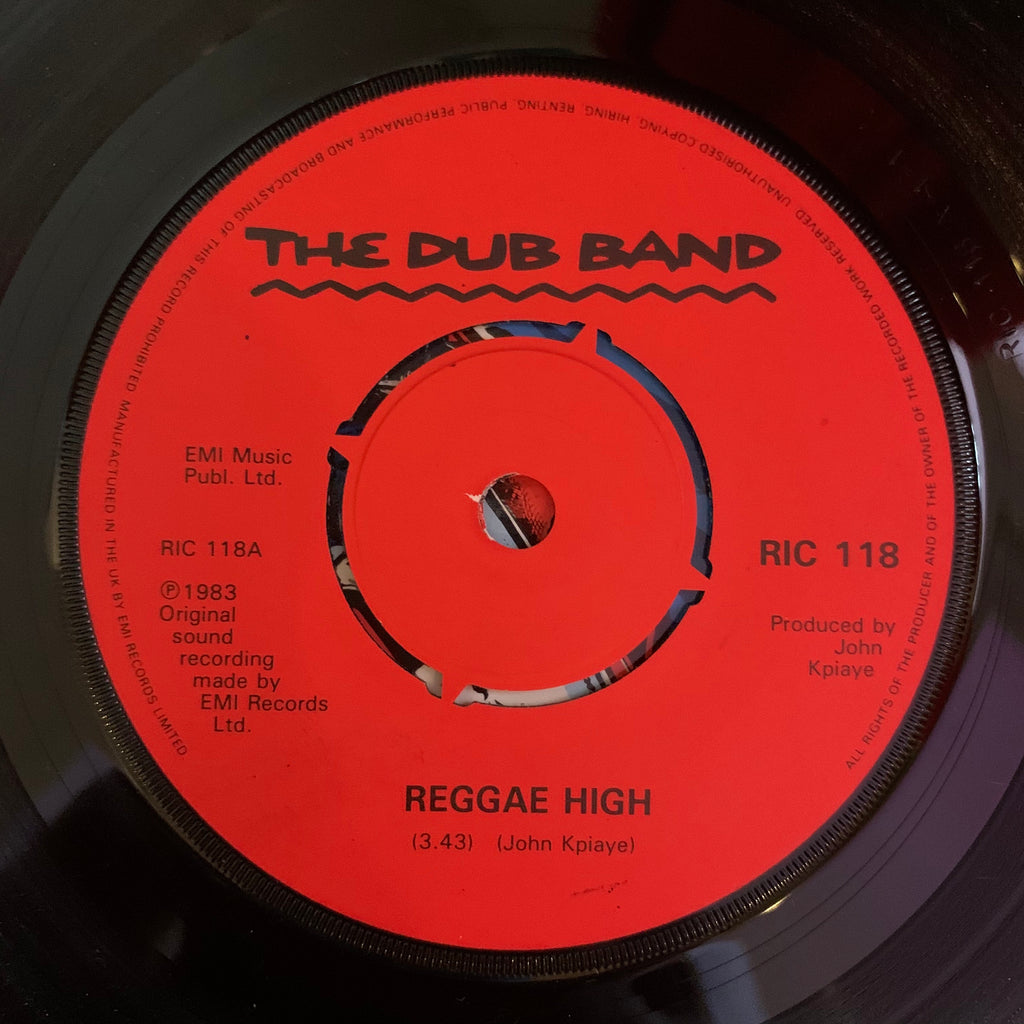 ALL RIGHTS OF THE PRODUCER AND OF THE OWNER OF THE RECORDED WORK RESERVED. UNAUTHORISED COPYING, HIRING, RENTING, PUBLIC PERFORMANCE AND BROADCASTING OF THIS RECORD PROHIBITED. MANUFACTURED IN THE UK BY EMI RECORDS LIMITED
THE DUB BAND
EMI Music
Publ. Ltd.
RIC 118A
℗ 1983
Original
sound
recording
made by
EMI Records
Ltd.
RIC 118
Produced by
John
Kpiaye
REGGAE HIGH
(3.43) (John Kpiaye)